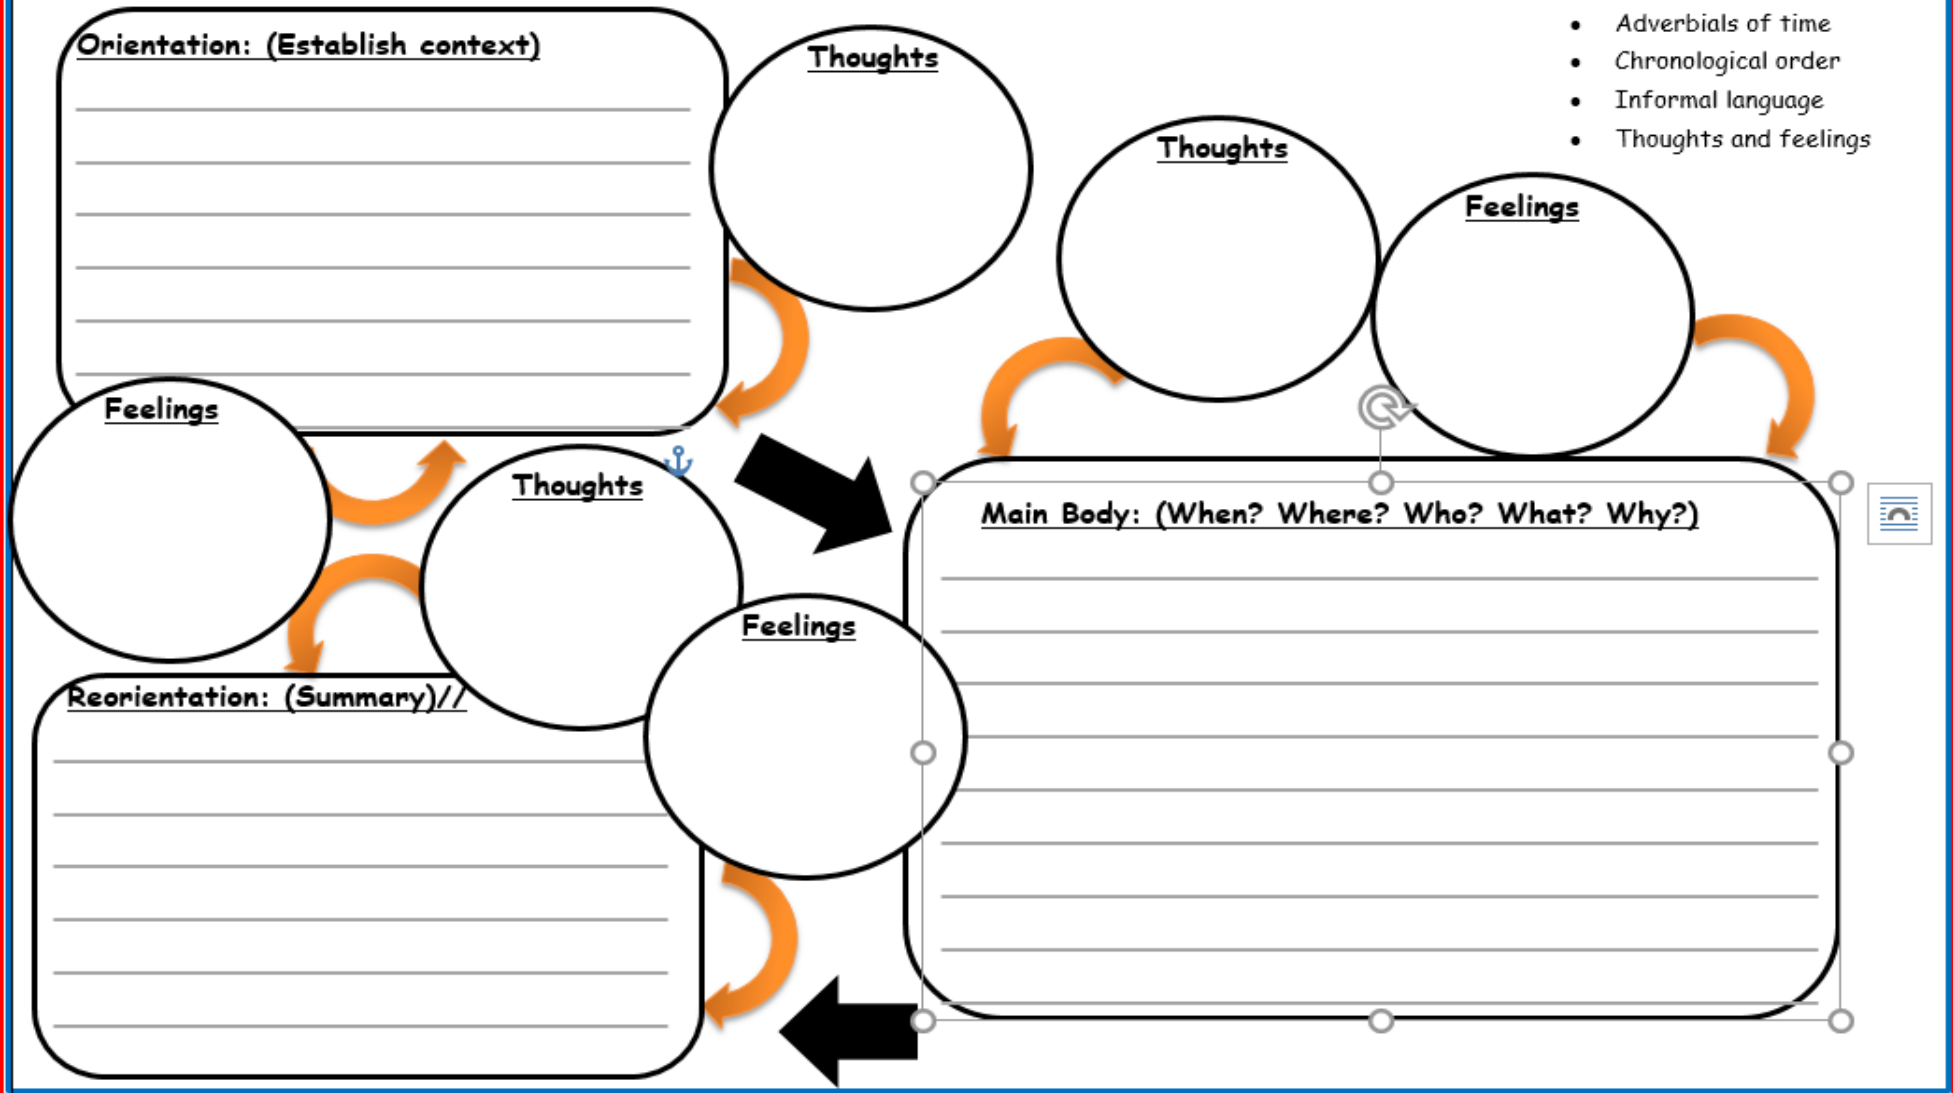 Orientation: (Establish context)
Thoughts
Feelings
Thoughts
Feelings
• Adverbials of time
• Chronological order
• Informal language
• Thoughts and feelings
Main Body: (When? Where? Who? What? Why?)
Thoughts
Feelings
Reorientation: (Summary)//